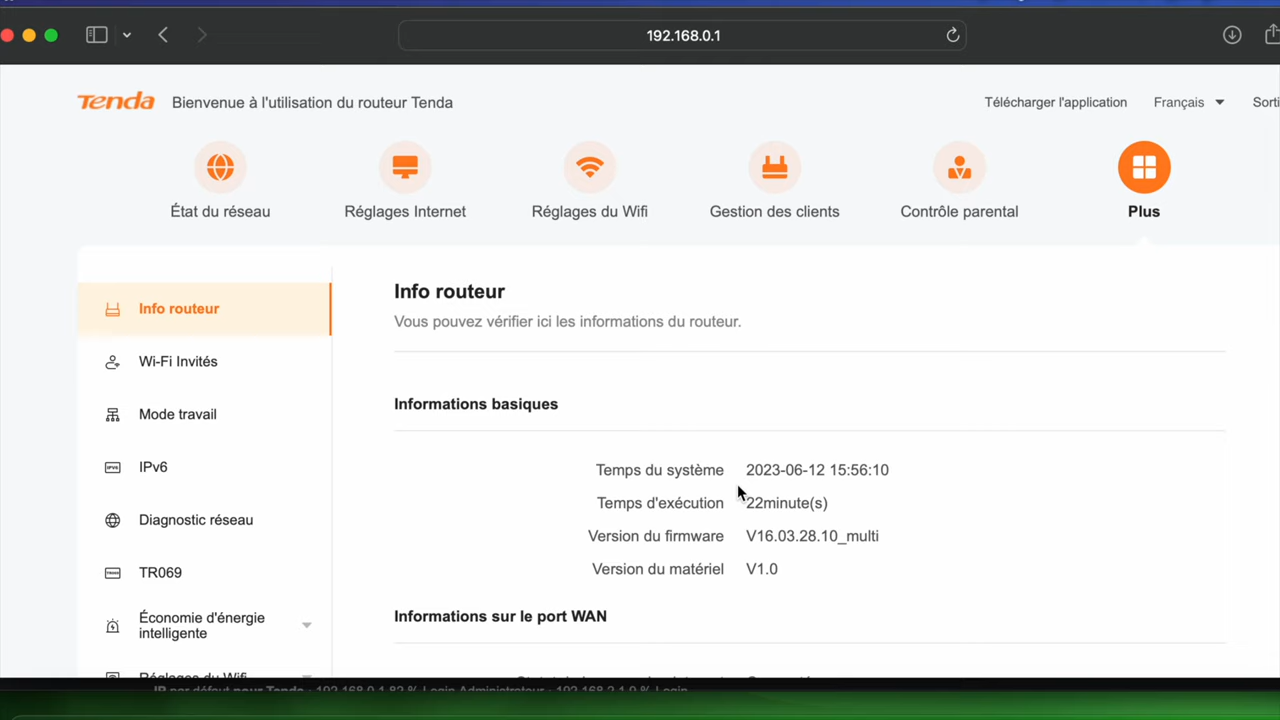 192.168.0.1
Tenda Bienvenue à l'utilisation du routeur Tenda
Télécharger l'application Français
État du réseau
Réglages Internet
Réglages du Wifi
Gestion des clients
Contrôle parental
Plus
Info routeur
Wi-Fi Invités
Mode travail
IPv6
Diagnostic réseau
TR069
Économie d'énergie
intelligente
Réglages du Wifi
Info routeur
Vous pouvez vérifier ici les informations du routeur.
Informations basiques
Temps du système 2023-06-12 15:56:10
Temps d'exécution 22minute(s)
Version du firmware V16.03.28.10_multi
Version du matériel V1.0
Informations sur le port WAN